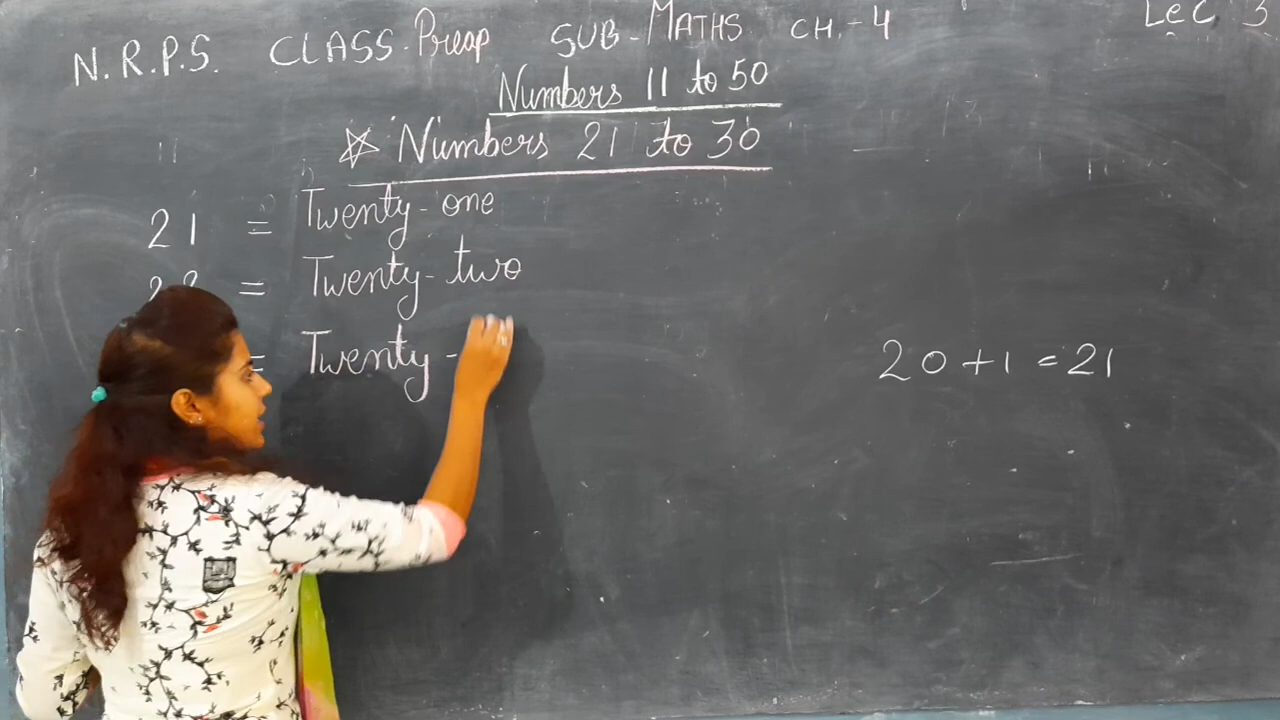 N.R.P.S. CLASS. Preap SUB-MATHS CH.-4 Lec 3
Numbers 11 to 50
Numbers 21 to 30
21 = Twenty-one
22 = Twenty-two
= Twenty-
20+1=21